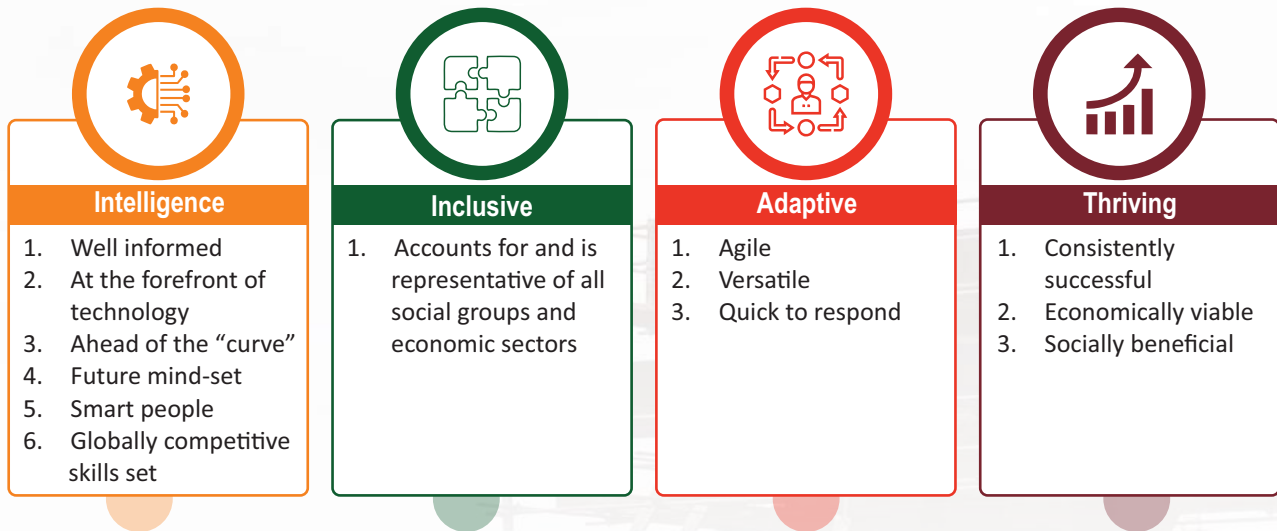 Intelligence
1. Well informed
2. At the forefront of
technology
3. Ahead of the “curve”
4. Future mind-set
5. Smart people
6. Globally competitive
skills set
Inclusive
1. Accounts for and is
representative of all
social groups and
economic sectors
Adaptive
1. Agile
2. Versatile
3. Quick to respond
Thriving
1. Consistently
successful
2. Economically viable
3. Socially beneficial